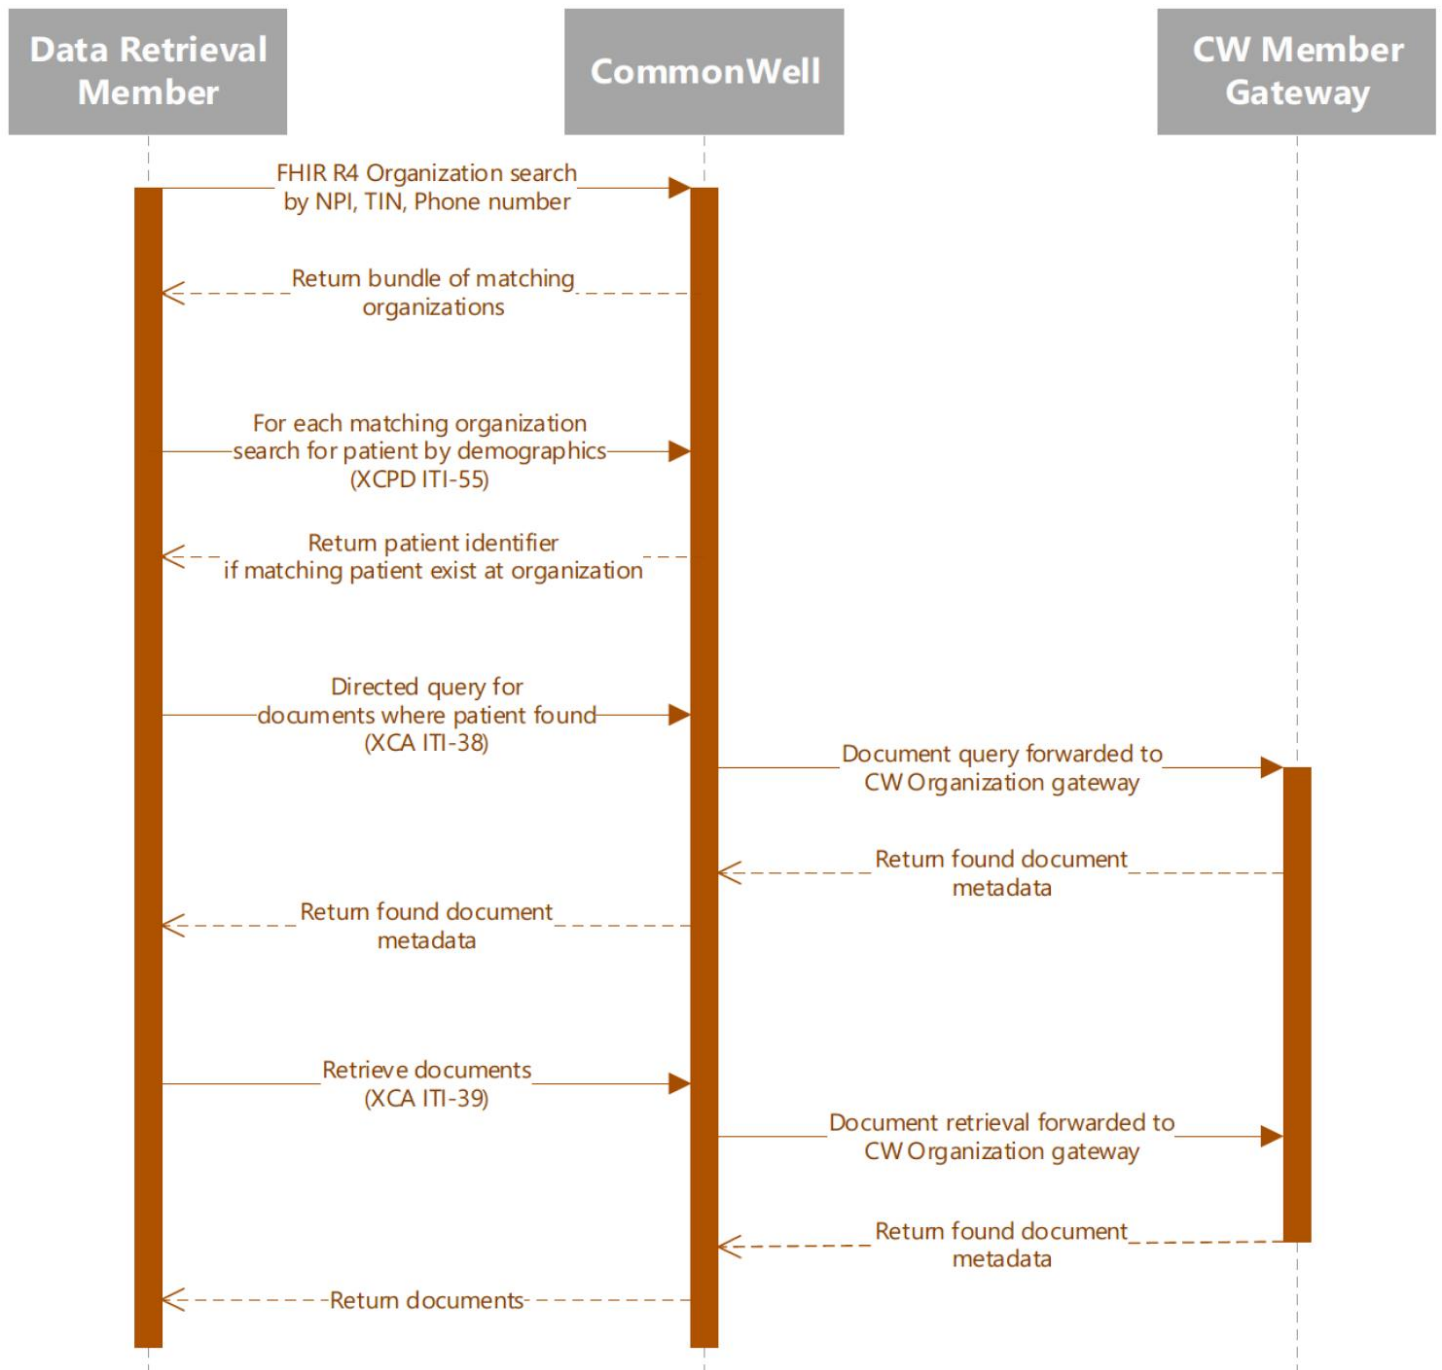 Data Retrieval
Member
CommonWell
CW Member
Gateway
FHIR R4 Organization search
by NPI, TIN, Phone number
Return bundle of matching
organizations
For each matching organization
search for patient by demographics
(XCPD ITI-55)
Return patient identifier
if matching patient exist at organization
Directed query for
documents where patient found
(XCA ITI-38)
Document query forwarded to
CW Organization gateway
Return found document
metadata
Return found document
metadata
Retrieve documents
(XCA ITI-39)
Document retrieval forwarded to
CW Organization gateway
Return found document
metadata
Return documents